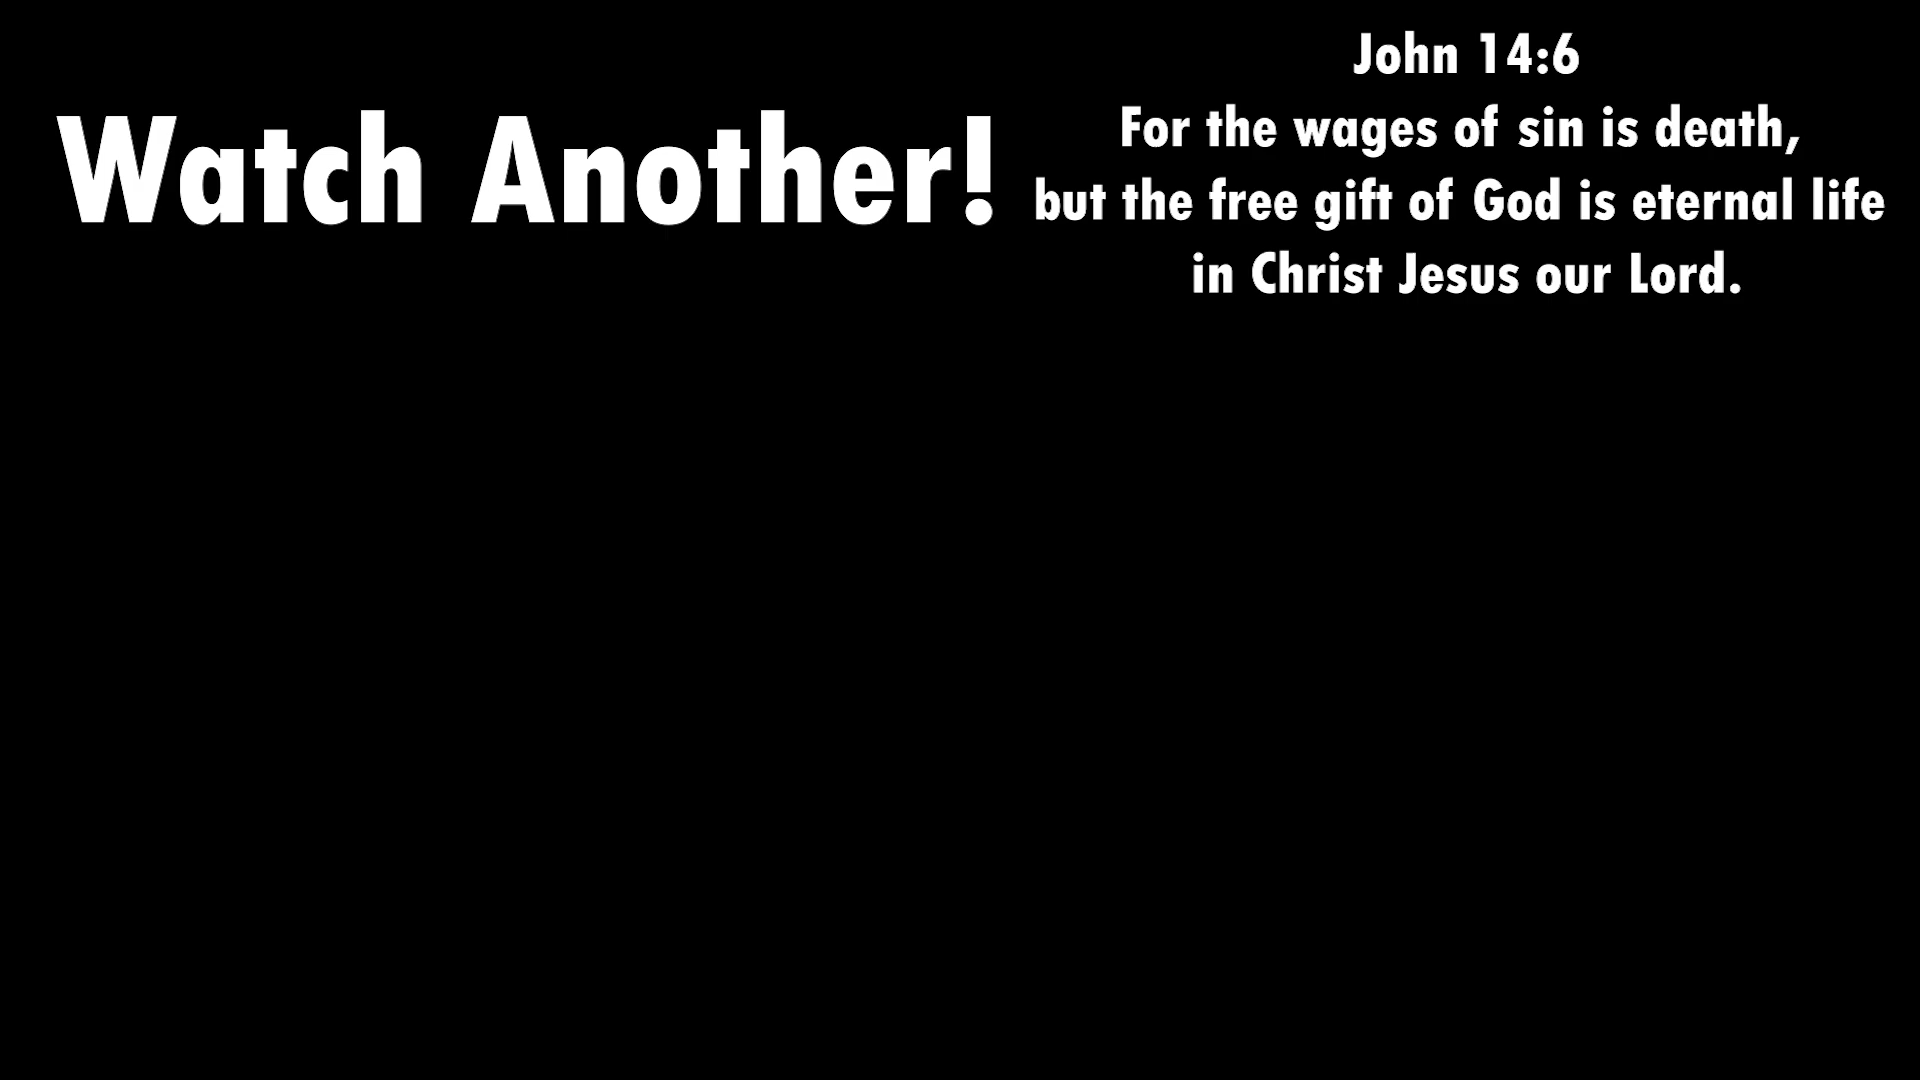 Watch Another!
John 14:6
For the wages of sin is death,
but the free gift of God is eternal life
in Christ Jesus our Lord.